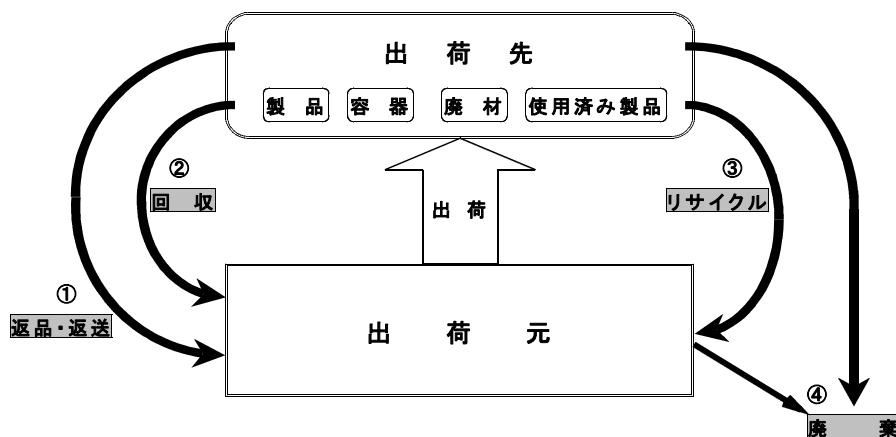 出荷先
製品 容器 廃材 使用済み製品
②
回収
③
リサイクル
出荷
①
返品・返送
出荷元
④
廃棄